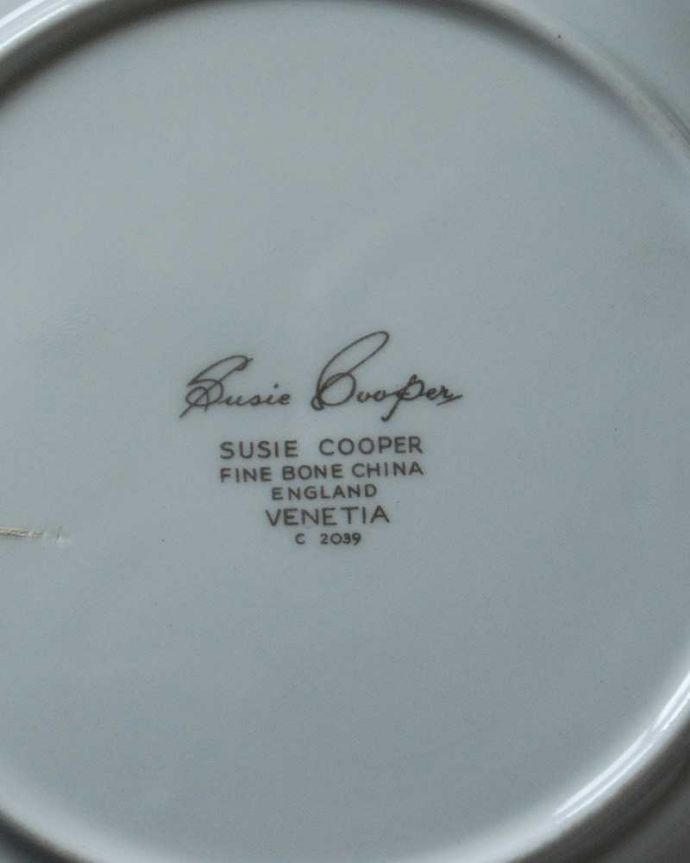 Susie Cooper
SUSIE COOPER
FINE BONE CHINA
ENGLAND
VENETIA
C 2039